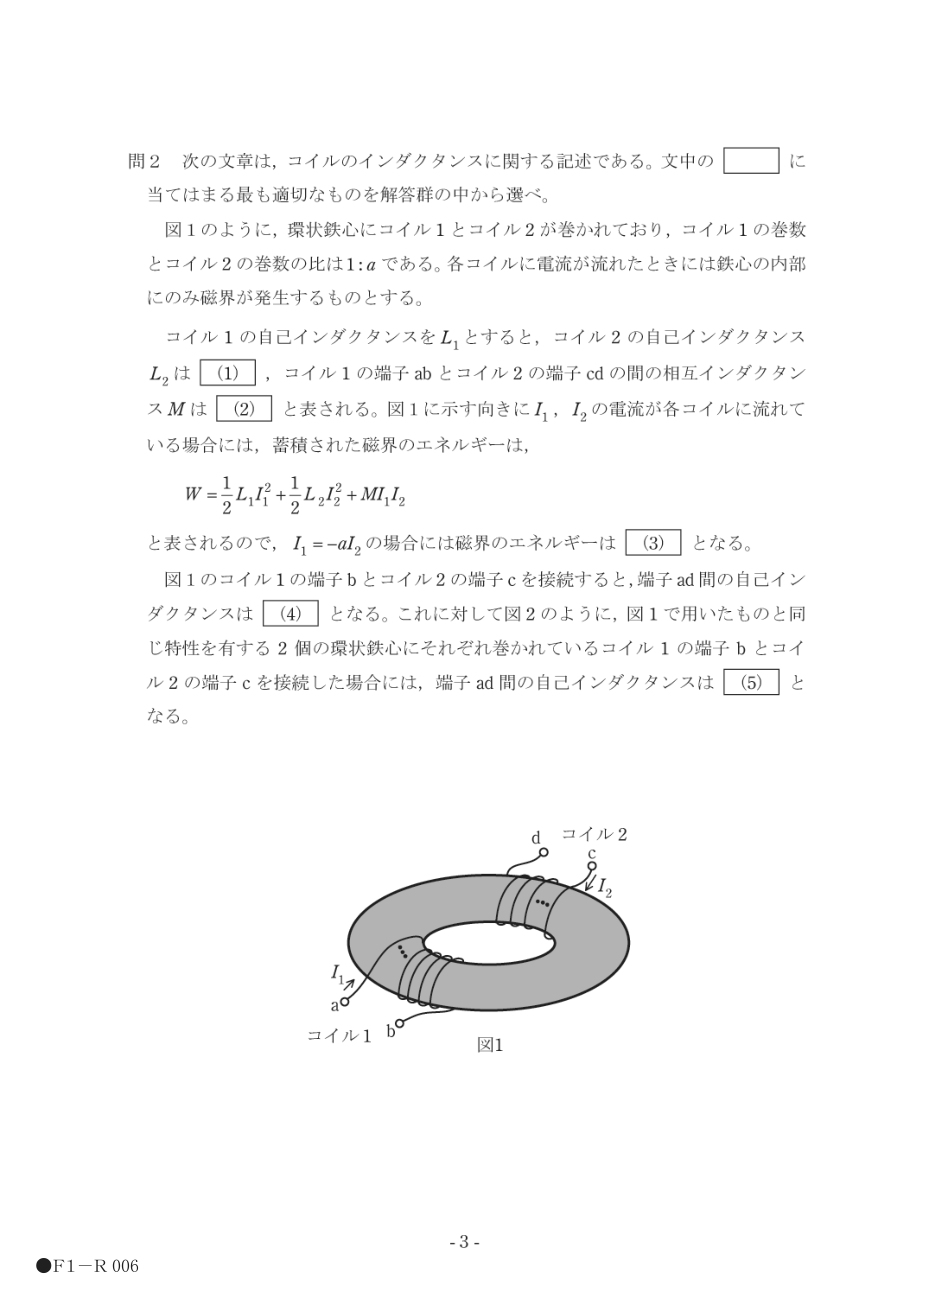 問2 次の文章は，コイルのインダクタンスに関する記述である。文中の　　に
当てはまる最も適切なものを解答群の中から選べ。
図1のように，環状鉄心にコイル1とコイル2が巻かれており，コイル1の巻数
とコイル2の巻数の比は1:aである。各コイルに電流が流れたときには鉄心の内部
にのみ磁界が発生するものとする。
コイル1の自己インダクタンスをL₁とすると，コイル2の自己インダクタンス
L₂は (1) ，コイル1の端子abとコイル2の端子cdの間の相互インダクタン
スMは (2) と表される。図1に示す向きにI₁，I₂の電流が各コイルに流れて
いる場合には，蓄積された磁界のエネルギーは，
W = 1/2 L₁I₁² + 1/2 L₂I₂² + MI₁I₂
と表されるので，I₁ = −aI₂の場合には磁界のエネルギーは (3) となる。
図1のコイル1の端子bとコイル2の端子cを接続すると，端子ad間の自己イン
ダクタンスは (4) となる。これに対して図2のように，図1で用いたものと同
じ特性を有する2個の環状鉄心にそれぞれ巻かれているコイル1の端子bとコイ
ル2の端子cを接続した場合には，端子ad間の自己インダクタンスは (5) と
なる。
d コイル2
c
I₂
I₁
a
b
コイル1
図1
- 3 -
●F1－R 006